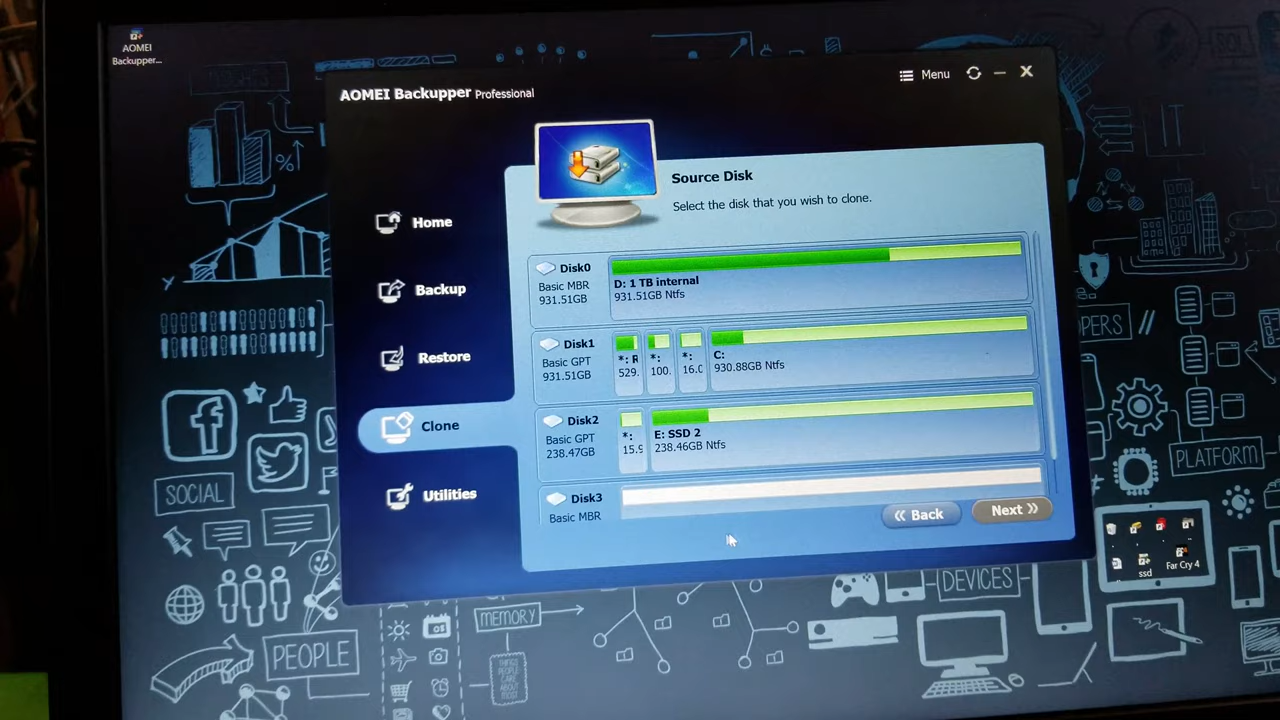 AOMEI
Backupper...
AOMEI Backupper Professional
Menu
Source Disk
Select the disk that you wish to clone.
Home
Backup
Restore
Clone
Utilities
Disk0
Basic MBR
931.51GB
D: 1 TB internal
931.51GB Ntfs
Disk1
Basic GPT
931.51GB
*: R
529.
*:
100.
*:
16.0
C:
930.88GB Ntfs
Disk2
Basic GPT
238.47GB
*:
15.9
E: SSD 2
238.46GB Ntfs
Disk3
Basic MBR
Back
Next
%
SOCIAL
PEOPLE
MEMORY
DEVICES
PLATFORM
OPERS //
ssd
Far Cry 4